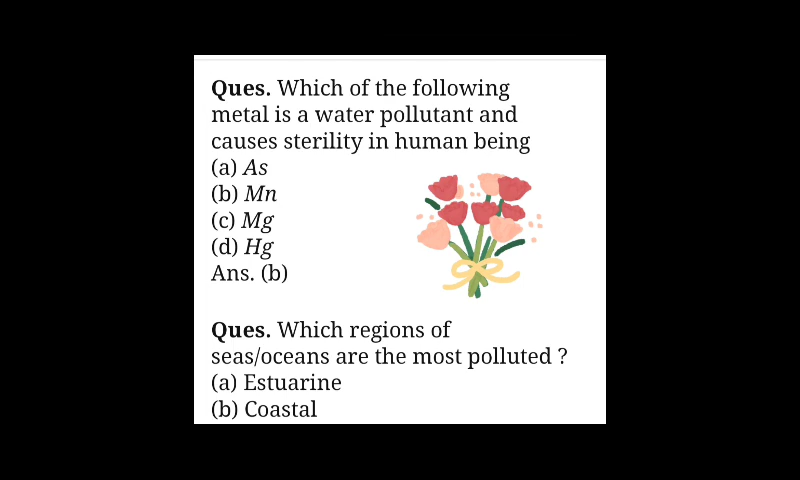 Ques. Which of the following
metal is a water pollutant and
causes sterility in human being
(a) As
(b) Mn
(c) Mg
(d) Hg
Ans. (b)
Ques. Which regions of
seas/oceans are the most polluted ?
(a) Estuarine
(b) Coastal